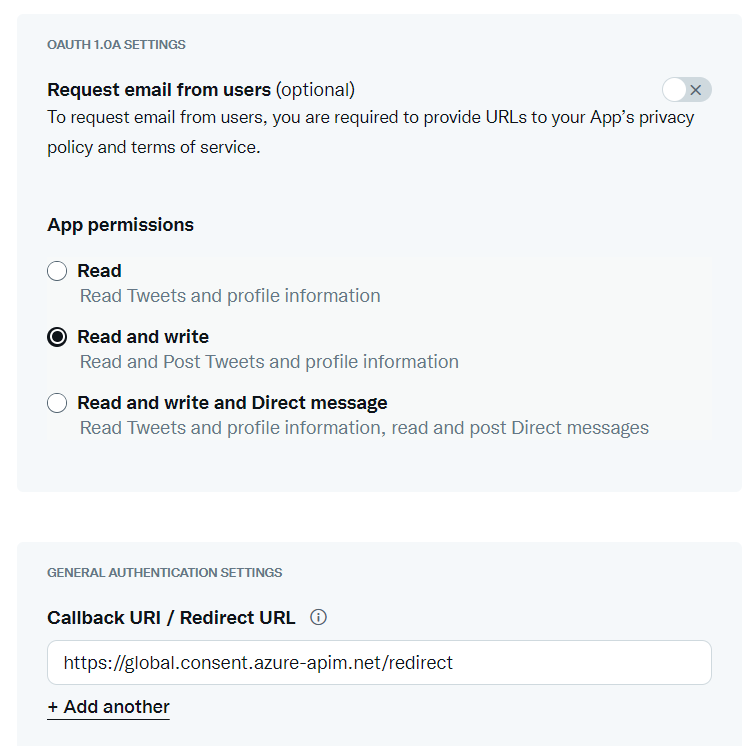 OAUTH 1.0A SETTINGS
Request email from users (optional)
To request email from users, you are required to provide URLs to your App's privacy
policy and terms of service.
App permissions
Read
Read Tweets and profile information
Read and write
Read and Post Tweets and profile information
Read and write and Direct message
Read Tweets and profile information, read and post Direct messages
GENERAL AUTHENTICATION SETTINGS
Callback URI / Redirect URL
https://global.consent.azure-apim.net/redirect
+ Add another